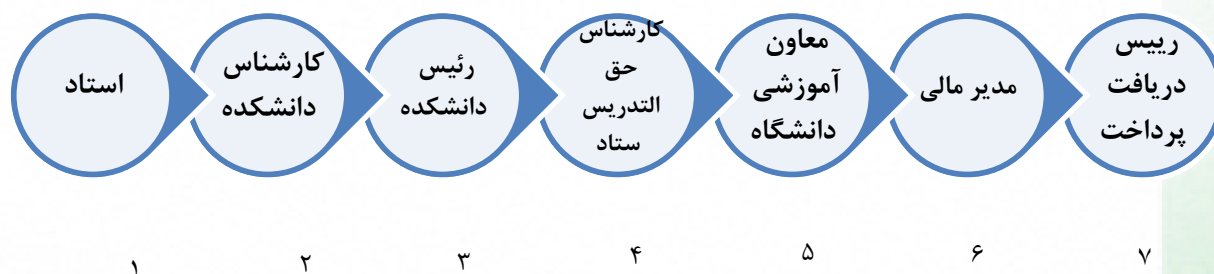 استاد
کارشناس
دانشکده
رئیس
دانشکده
کارشناس
حق
التدریس
ستاد
معاون
آموزشی
دانشگاه
مدیر مالی
رییس
دریافت
پرداخت
۱
۲
۳
۴
۵
۶
۷